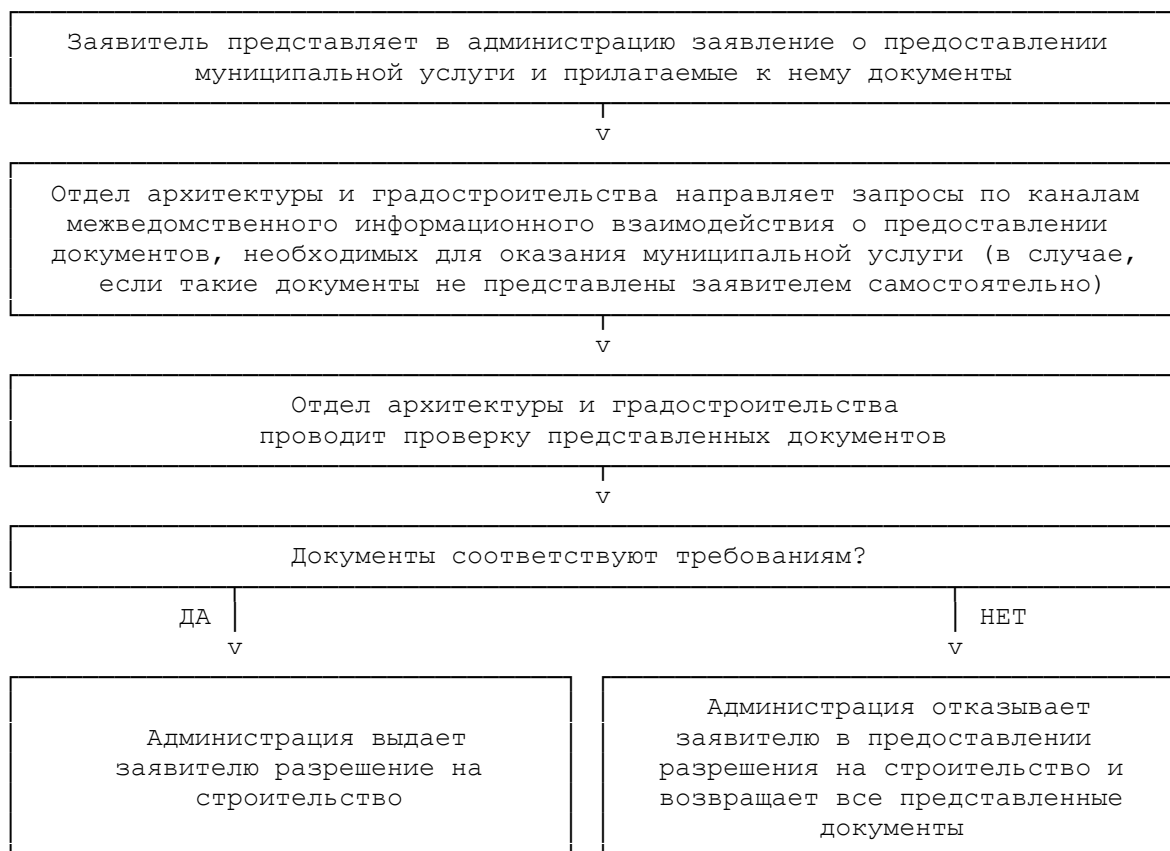 Заявитель представляет в администрацию заявление о предоставлении
муниципальной услуги и прилагаемые к нему документы
v
Отдел архитектуры и градостроительства направляет запросы по каналам
межведомственного информационного взаимодействия о предоставлении
документов, необходимых для оказания муниципальной услуги (в случае,
если такие документы не представлены заявителем самостоятельно)
v
Отдел архитектуры и градостроительства
проводит проверку представленных документов
v
Документы соответствуют требованиям?
ДА НЕТ
v v
Администрация выдает
заявителю разрешение на
строительство
Администрация отказывает
заявителю в предоставлении
разрешения на строительство и
возвращает все представленные
документы